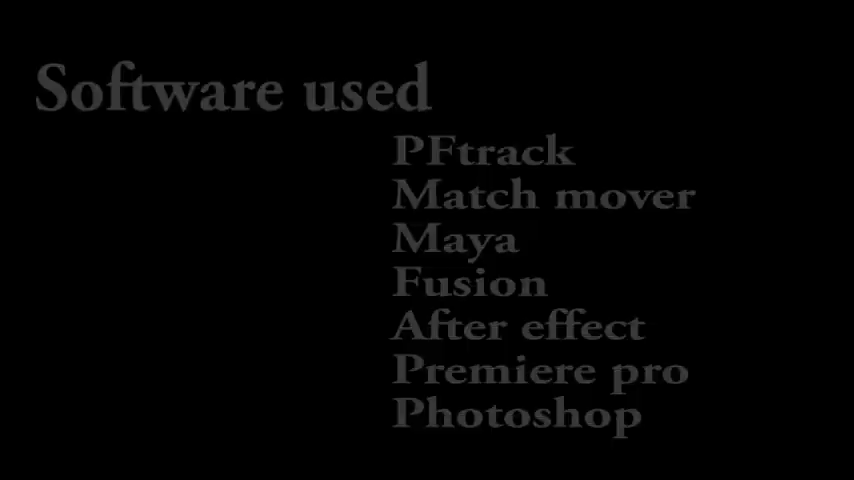 Software used
PFtrack
Match mover
Maya
Fusion
After effect
Premiere pro
Photoshop